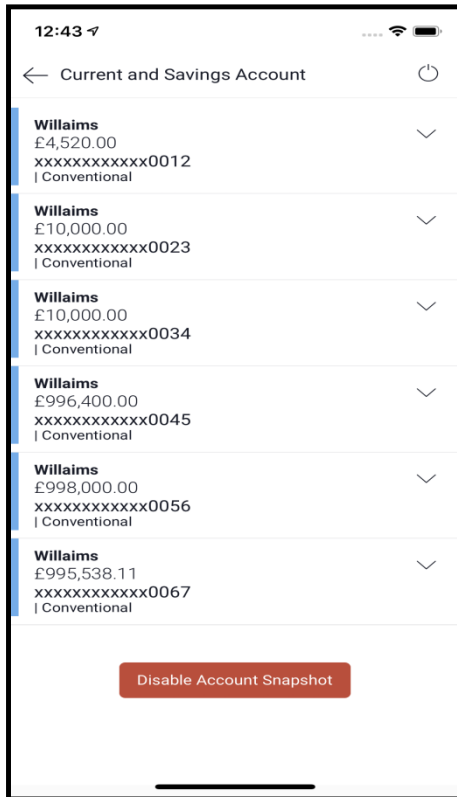 12:43
Current and Savings Account
Willaims
£4,520.00
xxxxxxxxxxxx0012
| Conventional
Willaims
£10,000.00
xxxxxxxxxxxx0023
| Conventional
Willaims
£10,000.00
xxxxxxxxxxxx0034
| Conventional
Willaims
£996,400.00
xxxxxxxxxxxx0045
| Conventional
Willaims
£998,000.00
xxxxxxxxxxxx0056
| Conventional
Willaims
£995,538.11
xxxxxxxxxxxx0067
| Conventional
Disable Account Snapshot